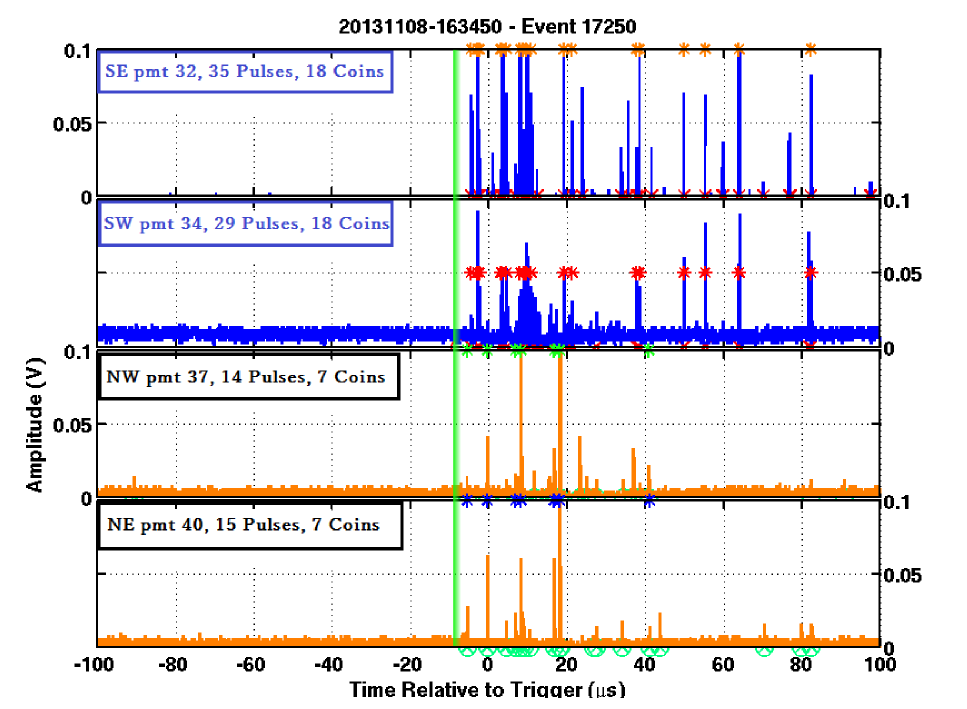 20131108-163450 - Event 17250
0.1
SE pmt 32, 35 Pulses, 18 Coins
0.05
0
0.1
SW pmt 34, 29 Pulses, 18 Coins
0.05
0
0.1
NW pmt 37, 14 Pulses, 7 Coins
0.05
0
0.1
NE pmt 40, 15 Pulses, 7 Coins
0.05
0
Amplitude (V)
-100 -80 -60 -40 -20 0 20 40 60 80 100
Time Relative to Trigger (μs)